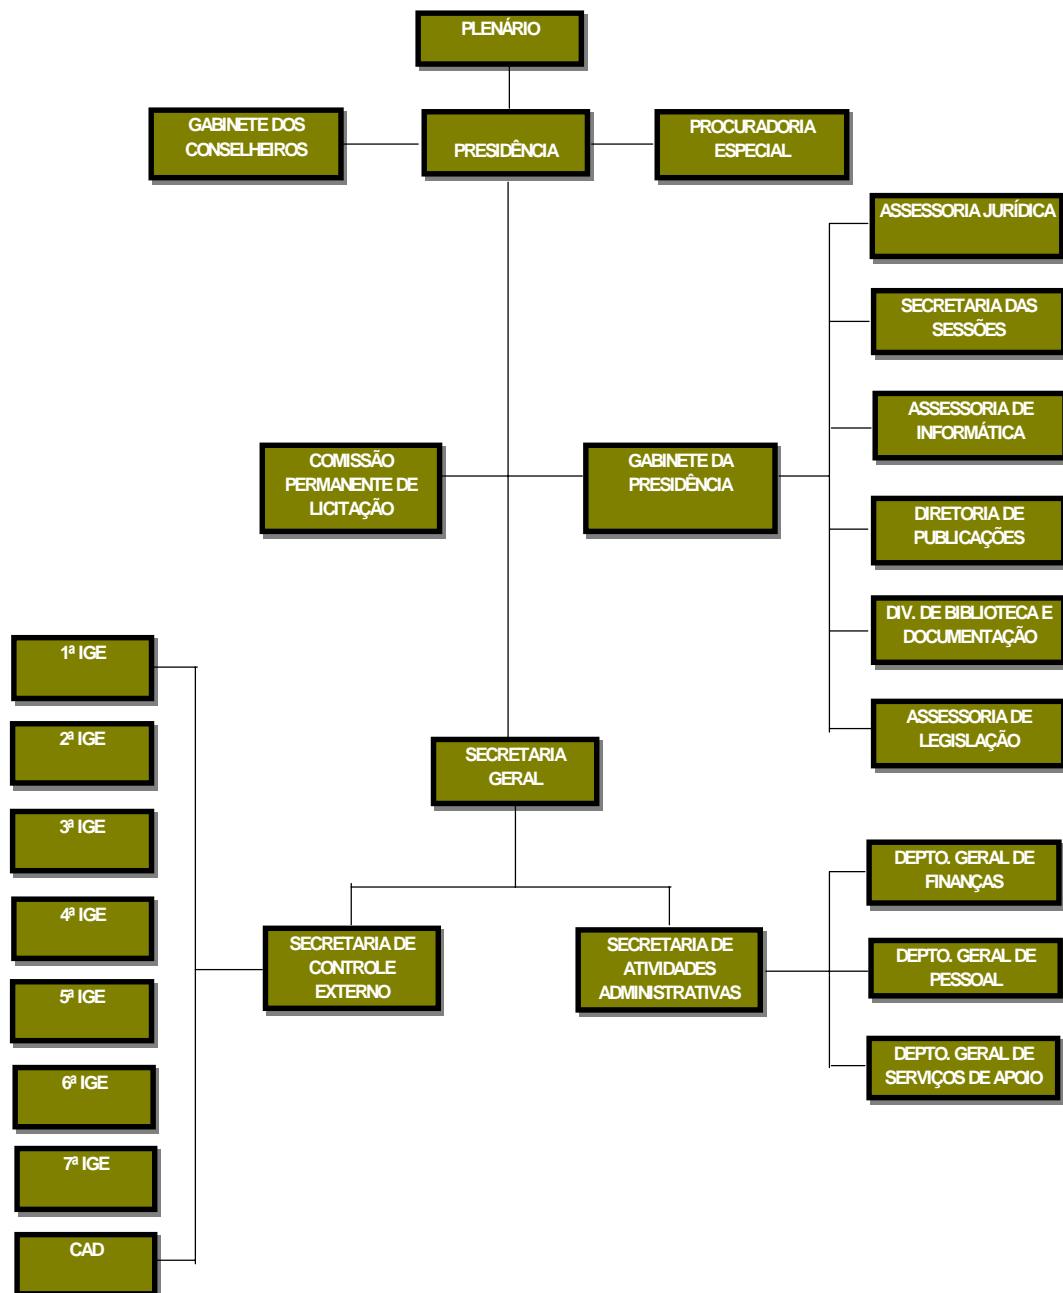 PLENÁRIO
GABINETE DOS
CONSELHEIROS
PRESIDÊNCIA
PROCURADORIA
ESPECIAL
ASSESSORIA JURÍDICA
SECRETARIA DAS
SESSÕES
ASSESSORIA DE
INFORMÁTICA
COMISSÃO
PERMANENTE DE
LICITAÇÃO
GABINETE DA
PRESIDÊNCIA
DIRETORIA DE
PUBLICAÇÕES
DIV. DE BIBLIOTECA E
DOCUMENTAÇÃO
ASSESSORIA DE
LEGISLAÇÃO
1ª IGE
2ª IGE
3ª IGE
4ª IGE
5ª IGE
6ª IGE
7ª IGE
CAD
SECRETARIA
GERAL
SECRETARIA DE
CONTROLE
EXTERNO
SECRETARIA DE
ATIVIDADES
ADMINISTRATIVAS
DEPTO. GERAL DE
FINANÇAS
DEPTO. GERAL DE
PESSOAL
DEPTO. GERAL DE
SERVIÇOS DE APOIO